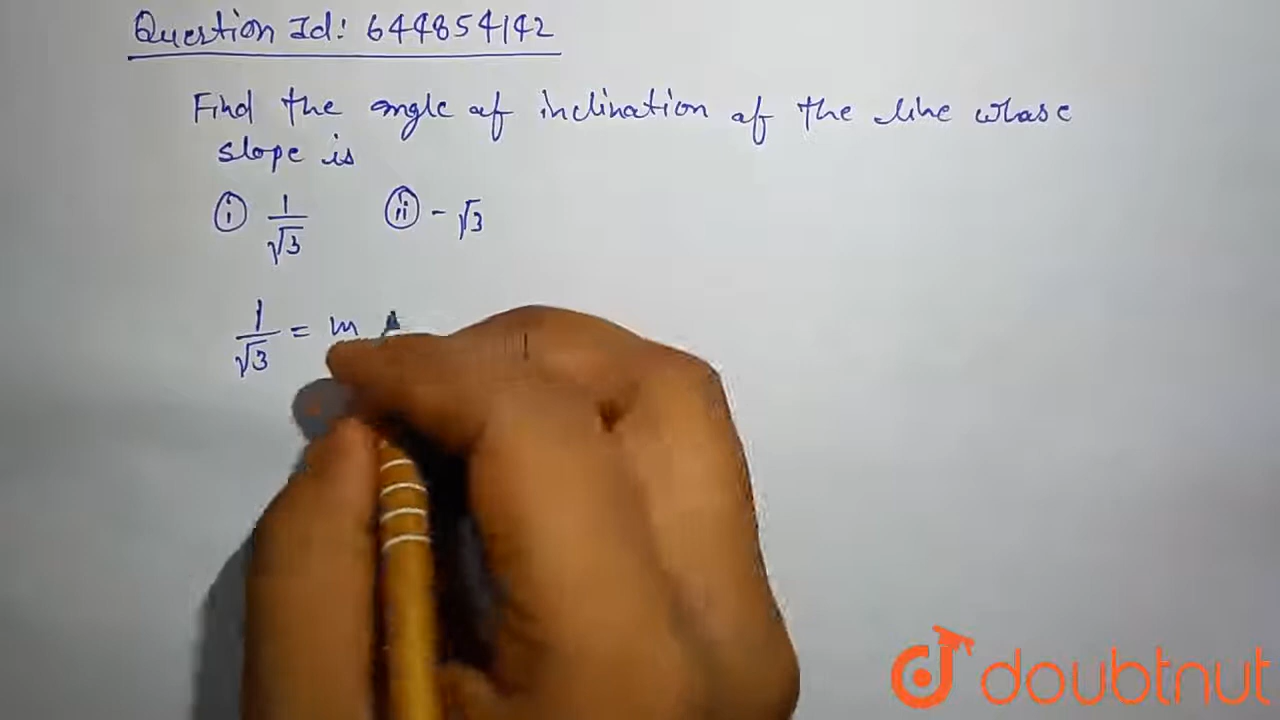 Question Id: 644854142
Find the angle of inclination of the line whose
slope is
(i) 1/√3 (ii) -√3
1/√3 = m
doubtnut